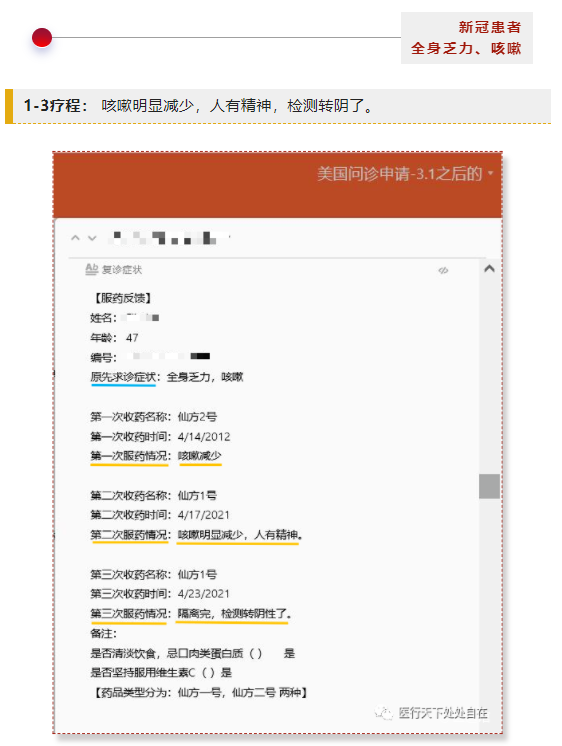 新冠患者
全身乏力、咳嗽
1-3疗程： 咳嗽明显减少，人有精神，检测转阴了。
美国问诊申请-3.1之后的
Ab 复诊症状
【服药反馈】
姓名：
年龄： 47
编号：
原先求诊症状：全身乏力，咳嗽
第一次收药名称：仙方2号
第一次收药时间：4/14/2012
第一次服药情况：咳嗽减少
第二次收药名称：仙方1号
第二次收药时间：4/17/2021
第二次服药情况：咳嗽明显减少，人有精神。
第三次收药名称：仙方1号
第三次收药时间：4/23/2021
第三次服药情况：隔离完，检测转阴性了。
备注：
是否清淡饮食，忌口肉类蛋白质（ ） 是
是否坚持服用维生素C（ ）是
【药品类型分为：仙方一号，仙方二号 两种】
医行天下处处自在